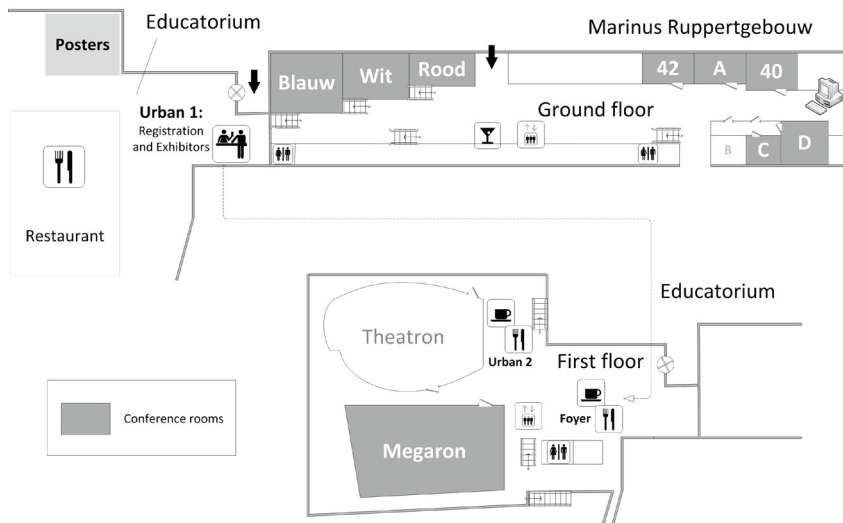 Educatorium
Marinus Ruppertgebouw
Posters
Blauw
Wit
Rood
42
A
40
Urban 1:
Registration
and Exhibitors
Ground floor
B
C
D
Restaurant
Educatorium
Theatron
Urban 2
First floor
Foyer
Conference rooms
Megaron